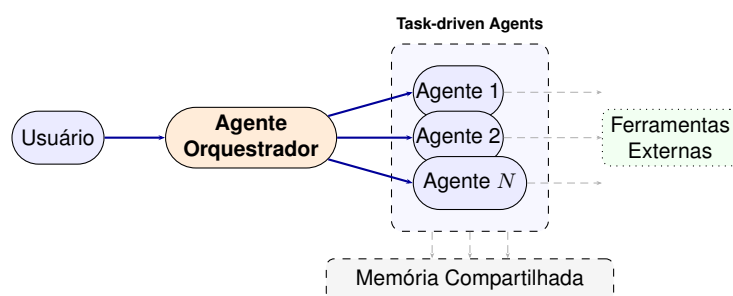 Task-driven Agents
Usuário
Agente
Orquestrador
Agente 1
Agente 2
Agente N
Ferramentas
Externas
Memória Compartilhada